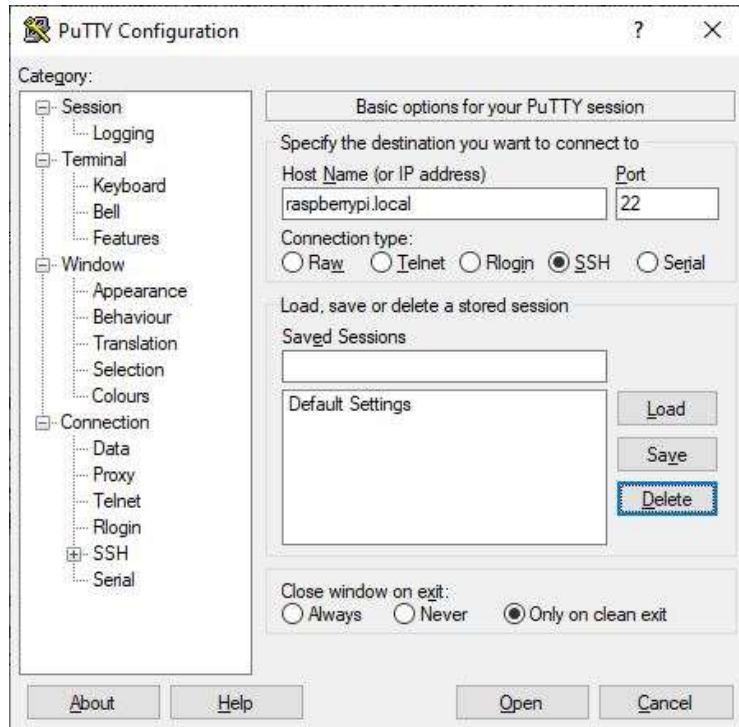 PuTTY Configuration
?
Category:
Session
Logging
Terminal
Keyboard
Bell
Features
Window
Appearance
Behaviour
Translation
Selection
Colours
Connection
Data
Proxy
Telnet
Rlogin
SSH
Serial
Basic options for your PuTTY session
Specify the destination you want to connect to
Host Name (or IP address) Port
raspberrypi.local 22
Connection type:
Raw Telnet Rlogin SSH Serial
Load, save or delete a stored session
Saved Sessions
Default Settings
Load
Save
Delete
Close window on exit:
Always Never Only on clean exit
About Help Open Cancel